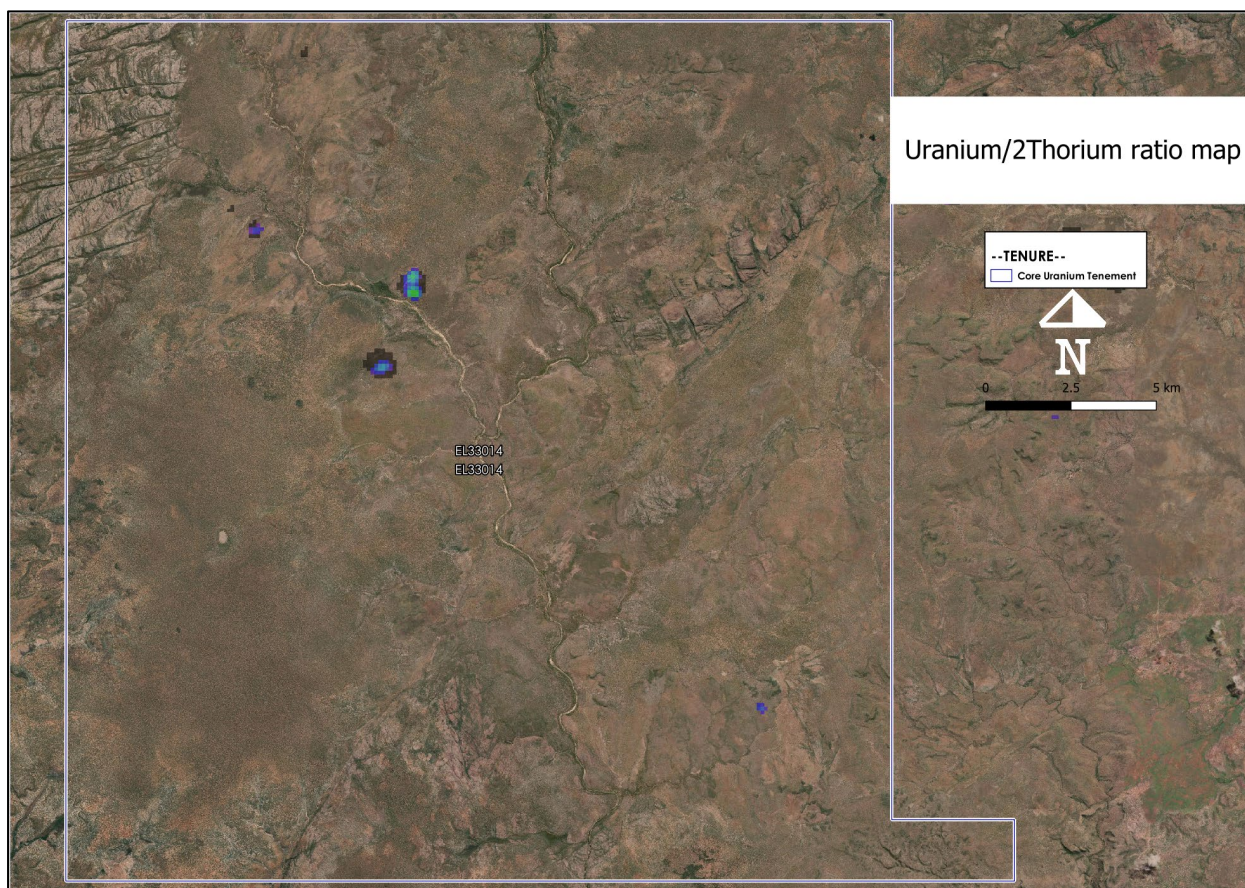 Uranium/2Thorium ratio map
--TENURE--
Core Uranium Tenement
N
0 2.5 5 km
EL33014
EL33014